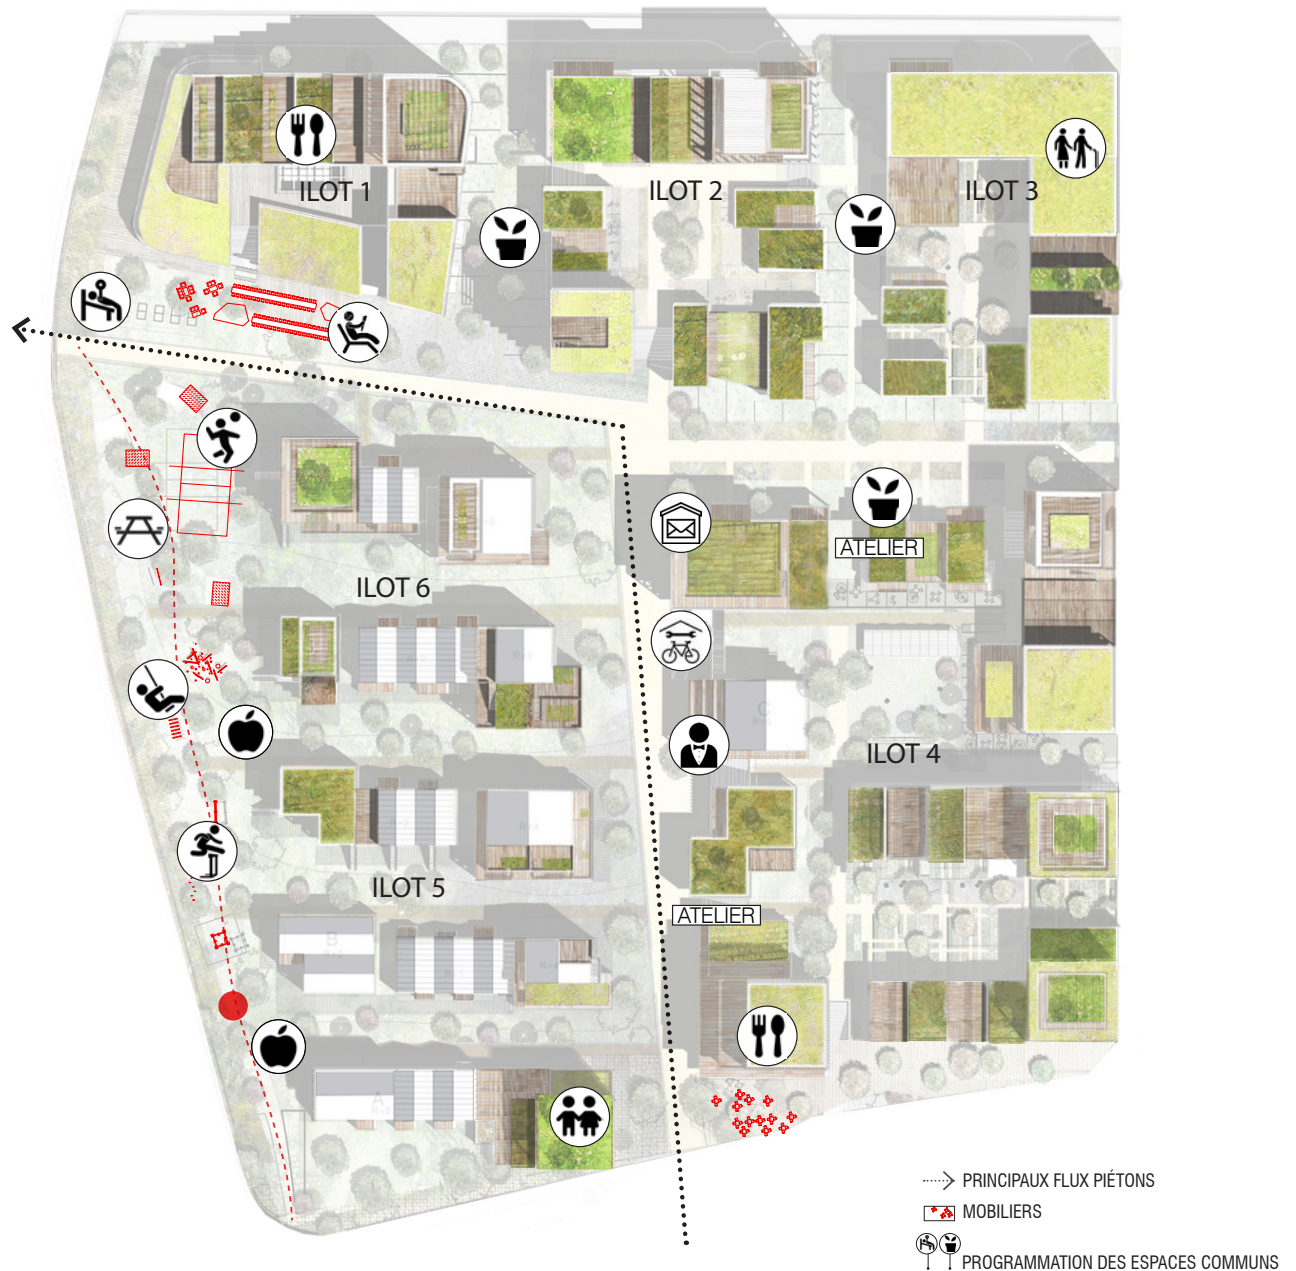 ILOT 1
ILOT 2
ILOT 3
ATELIER
ILOT 6
ILOT 4
ILOT 5
ATELIER
B
C
A
PRINCIPAUX FLUX PIÉTONS
MOBILIERS
PROGRAMMATION DES ESPACES COMMUNS